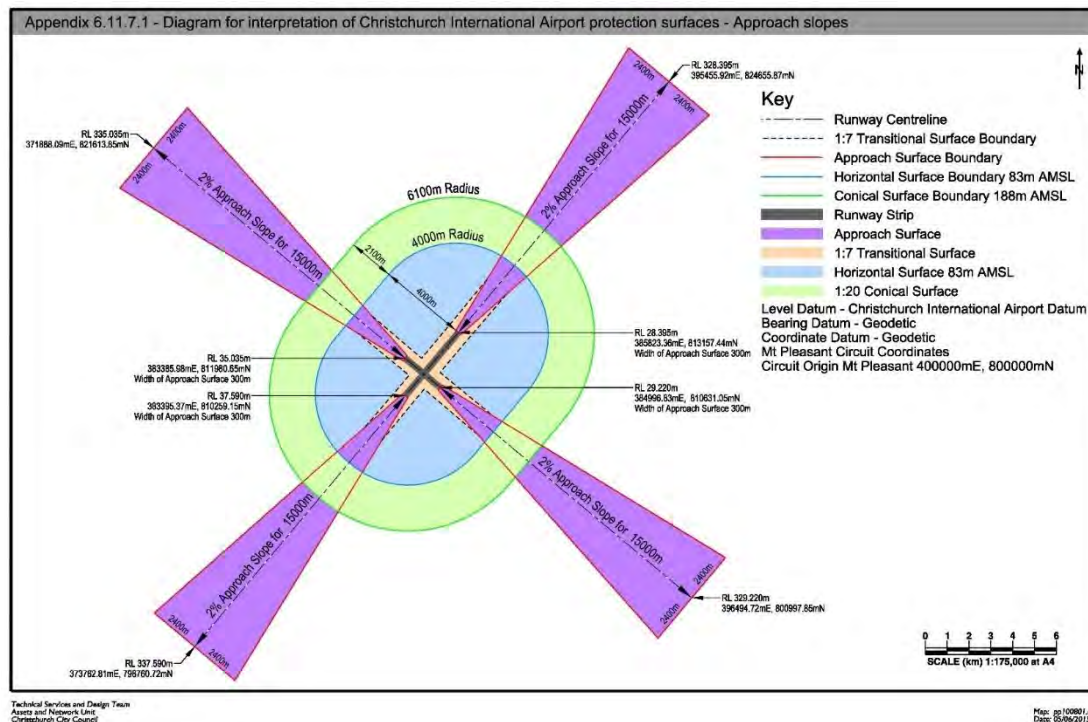 Appendix 6.11.7.1 - Diagram for interpretation of Christchurch International Airport protection surfaces - Approach slopes
2400m
RL 328.395m
395455.92mE, 824655.87mN
2400m
N
2400m
RL 335.035m
371888.09mE, 821613.65mN
2400m
2% Approach Slope for 15000m
2% Approach Slope for 15000m
6100m Radius
4000m Radius
2100m
4000m
Key
Runway Centreline
1:7 Transitional Surface Boundary
Approach Surface Boundary
Horizontal Surface Boundary 83m AMSL
Conical Surface Boundary 188m AMSL
Runway Strip
Approach Surface
1:7 Transitional Surface
Horizontal Surface 83m AMSL
1:20 Conical Surface
Level Datum - Christchurch International Airport Datum
Bearing Datum - Geodetic
Coordinate Datum - Geodetic
Mt Pleasant Circuit Coordinates
Circuit Origin Mt Pleasant 400000mE, 800000mN
RL 28.395m
385823.36mE, 813157.44mN
Width of Approach Surface 300m
RL 35.035m
383385.98mE, 811980.65mN
Width of Approach Surface 300m
RL 37.590m
383395.37mE, 810259.15mN
Width of Approach Surface 300m
RL 29.220m
384996.83mE, 810631.05mN
Width of Approach Surface 300m
2% Approach Slope for 15000m
2% Approach Slope for 15000m
2400m
RL 329.220m
396494.72mE, 800997.85mN
2400m
2400m
2400m
RL 337.590m
373762.81mE, 798760.72mN
0 1 2 3 4 5 6
SCALE (km) 1:175,000 at A4
Technical Services and Design Team
Assets and Network Unit
Christchurch City Council